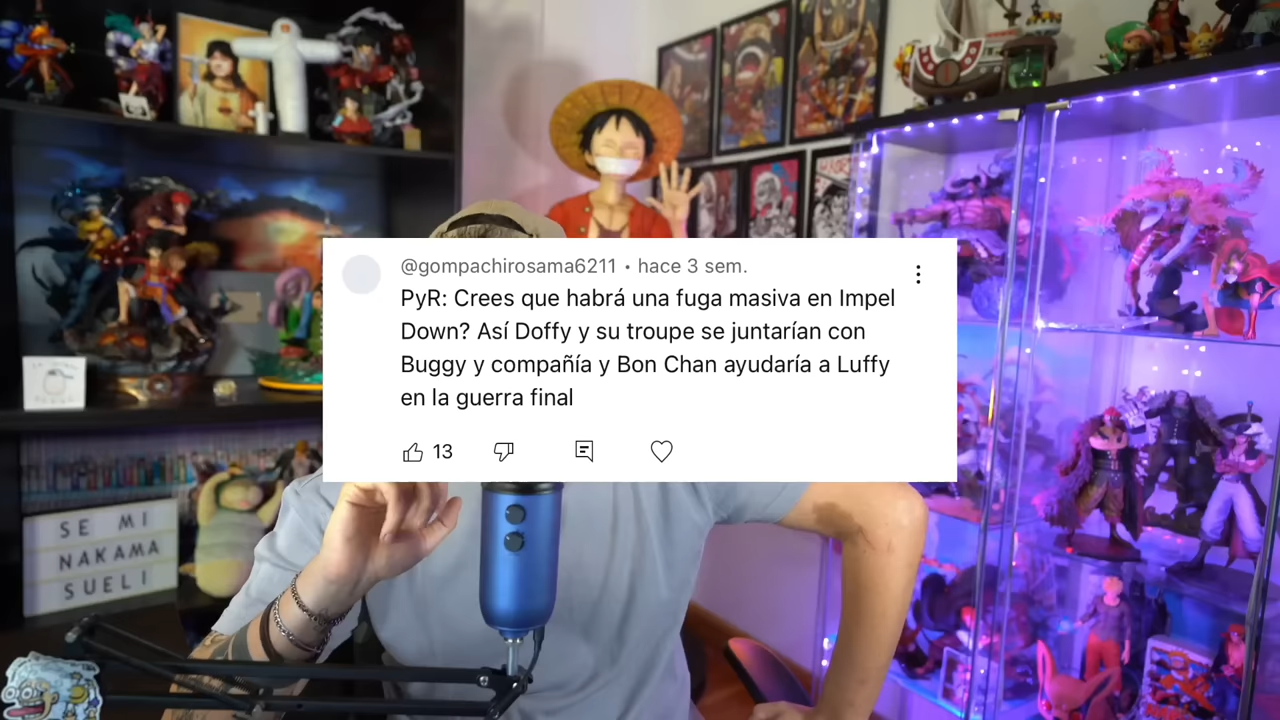 @gompachirosama6211 • hace 3 sem.
PyR: Crees que habrá una fuga masiva en Impel
Down? Así Doffy y su troupe se juntarían con
Buggy y compañía y Bon Chan ayudaría a Luffy
en la guerra final
13
SE MI
NAKAMA
SUELI